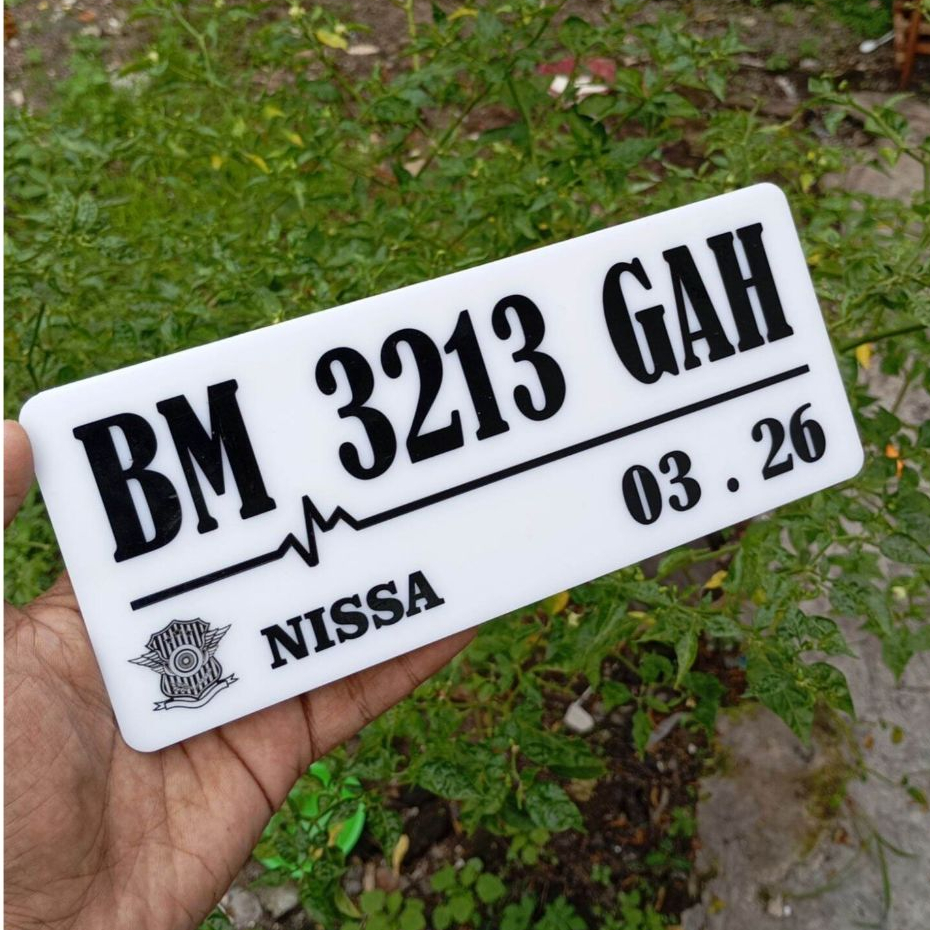 BM 3213 GAH
03 . 26
NISSA